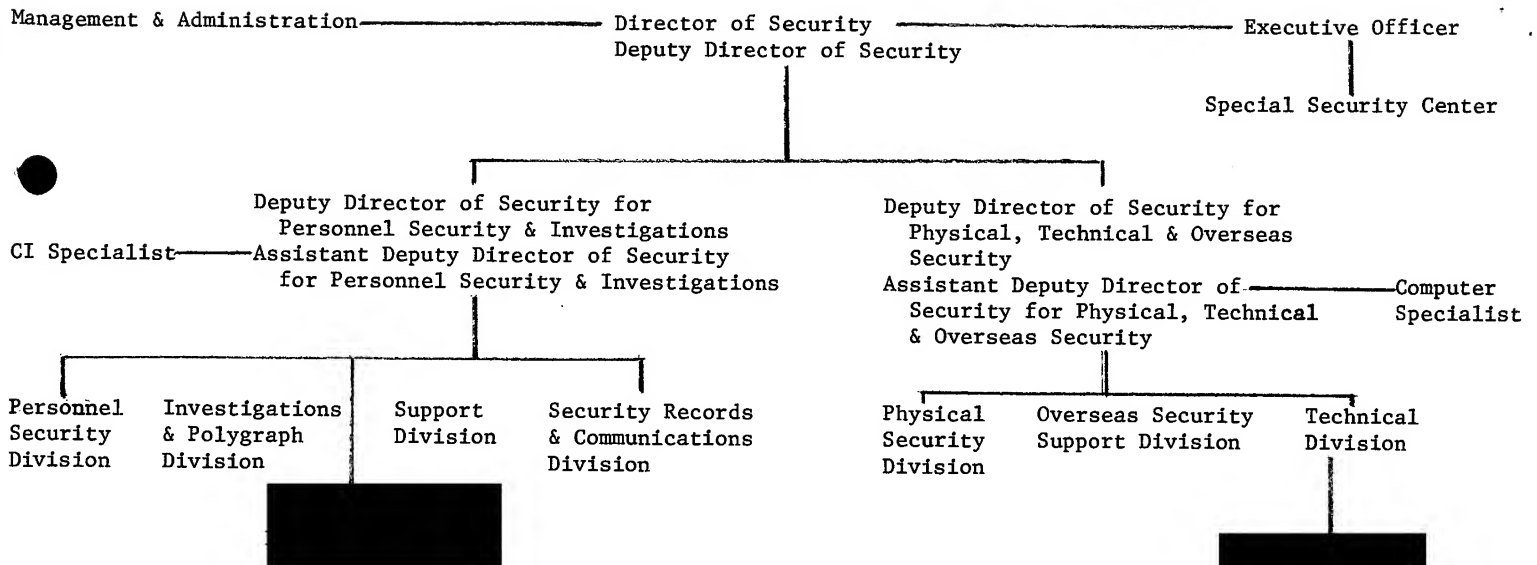 Management & Administration
Director of Security
Deputy Director of Security
Executive Officer
Special Security Center
Deputy Director of Security for
Personnel Security & Investigations
CI Specialist
Assistant Deputy Director of Security
for Personnel Security & Investigations
Deputy Director of Security for
Physical, Technical & Overseas
Security
Assistant Deputy Director of
Security for Physical, Technical
& Overseas Security
Computer
Specialist
Personnel
Security
Division
Investigations
& Polygraph
Division
Support
Division
Security Records
& Communications
Division
Physical
Security
Division
Overseas Security
Support Division
Technical
Division